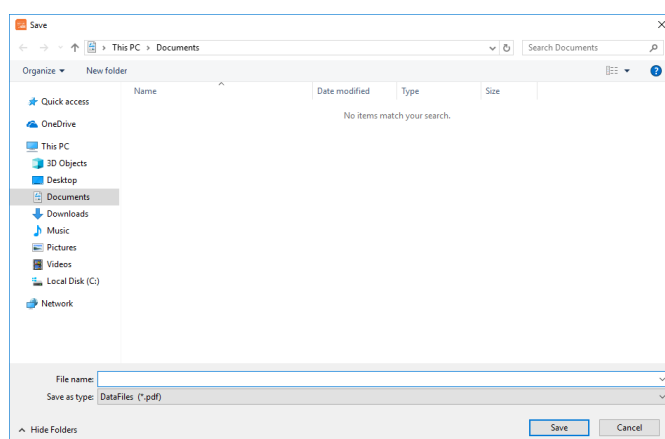 Save
This PC > Documents
Search Documents
Organize
New folder
Name
Date modified
Type
Size
No items match your search.
Quick access
OneDrive
This PC
3D Objects
Desktop
Documents
Downloads
Music
Pictures
Videos
Local Disk (C:)
Network
File name:
Save as type: DataFiles (*.pdf)
Hide Folders
Save
Cancel